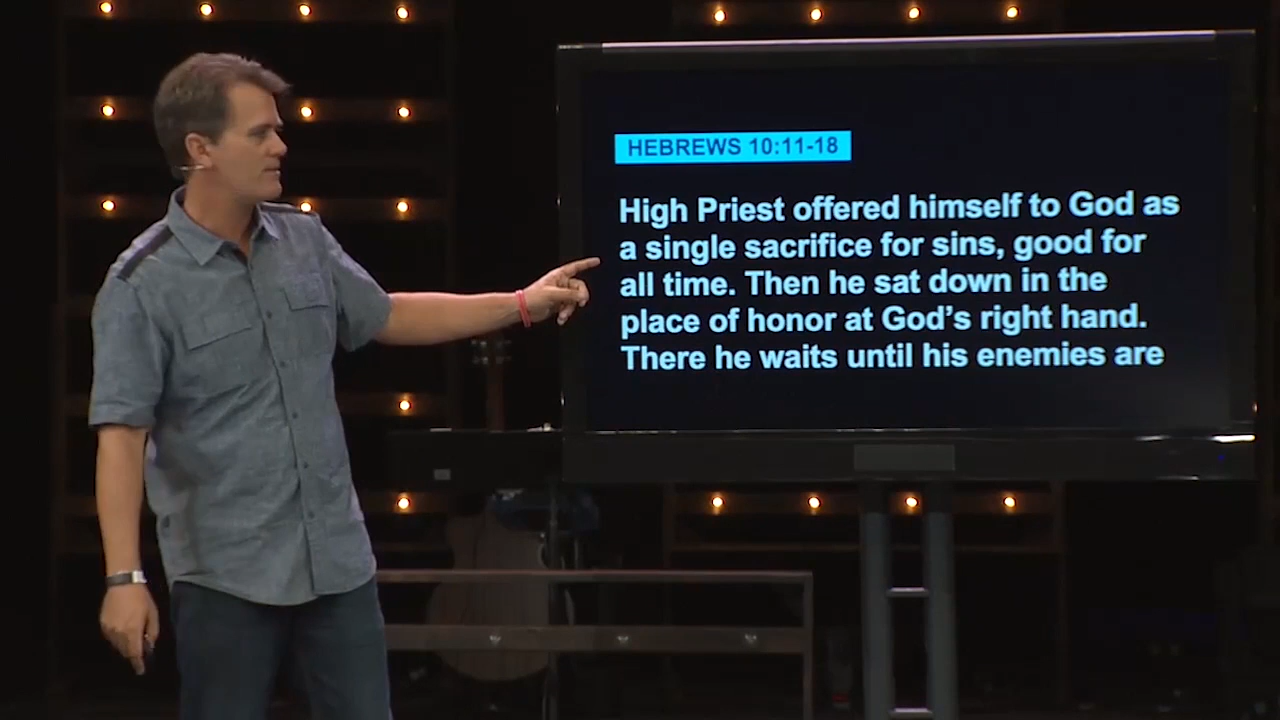 HEBREWS 10:11-18
High Priest offered himself to God as
a single sacrifice for sins, good for
all time. Then he sat down in the
place of honor at God's right hand.
There he waits until his enemies are